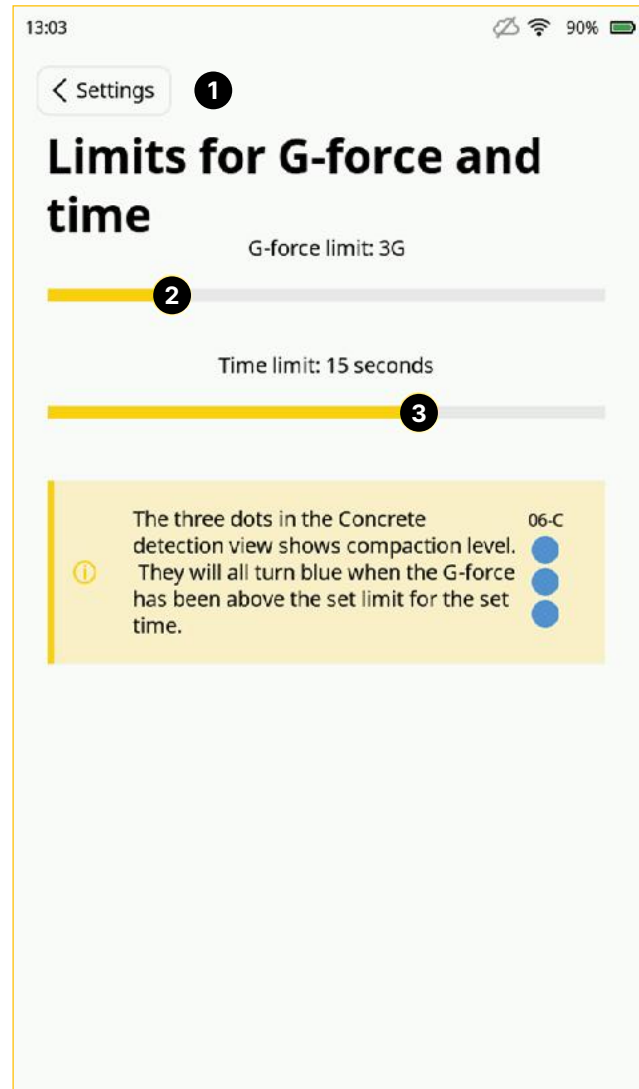 13:03 90%
Settings 1
Limits for G-force and
time
G-force limit: 3G
2
Time limit: 15 seconds
3
The three dots in the Concrete 06-C
detection view shows compaction level.
They will all turn blue when the G-force
has been above the set limit for the set
time.